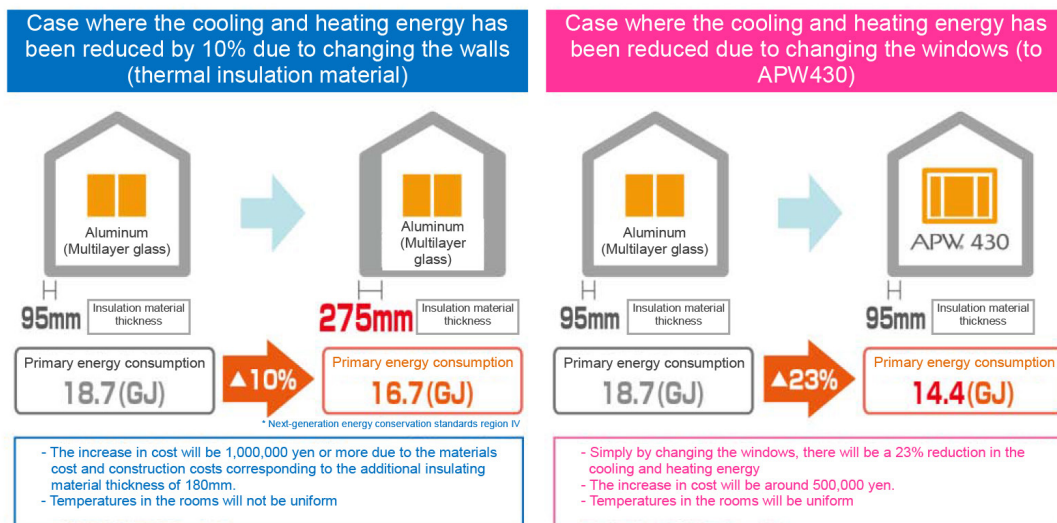 Case where the cooling and heating energy has
been reduced by 10% due to changing the walls
(thermal insulation material)
Aluminum
(Multilayer glass)
Aluminum
(Multilayer
glass)
95mm
Insulation material
thickness
275mm
Insulation material
thickness
Primary energy consumption
18.7(GJ)
▲10%
Primary energy consumption
16.7(GJ)
* Next-generation energy conservation standards region IV
- The increase in cost will be 1,000,000 yen or more due to the materials
cost and construction costs corresponding to the additional insulating
material thickness of 180mm.
- Temperatures in the rooms will not be uniform
Case where the cooling and heating energy has
been reduced due to changing the windows (to
APW430)
Aluminum
(Multilayer glass)
APW 430
95mm
Insulation material
thickness
95mm
Insulation material
thickness
Primary energy consumption
18.7(GJ)
▲23%
Primary energy consumption
14.4(GJ)
- Simply by changing the windows, there will be a 23% reduction in the
cooling and heating energy
- The increase in cost will be around 500,000 yen.
- Temperatures in the rooms will be uniform